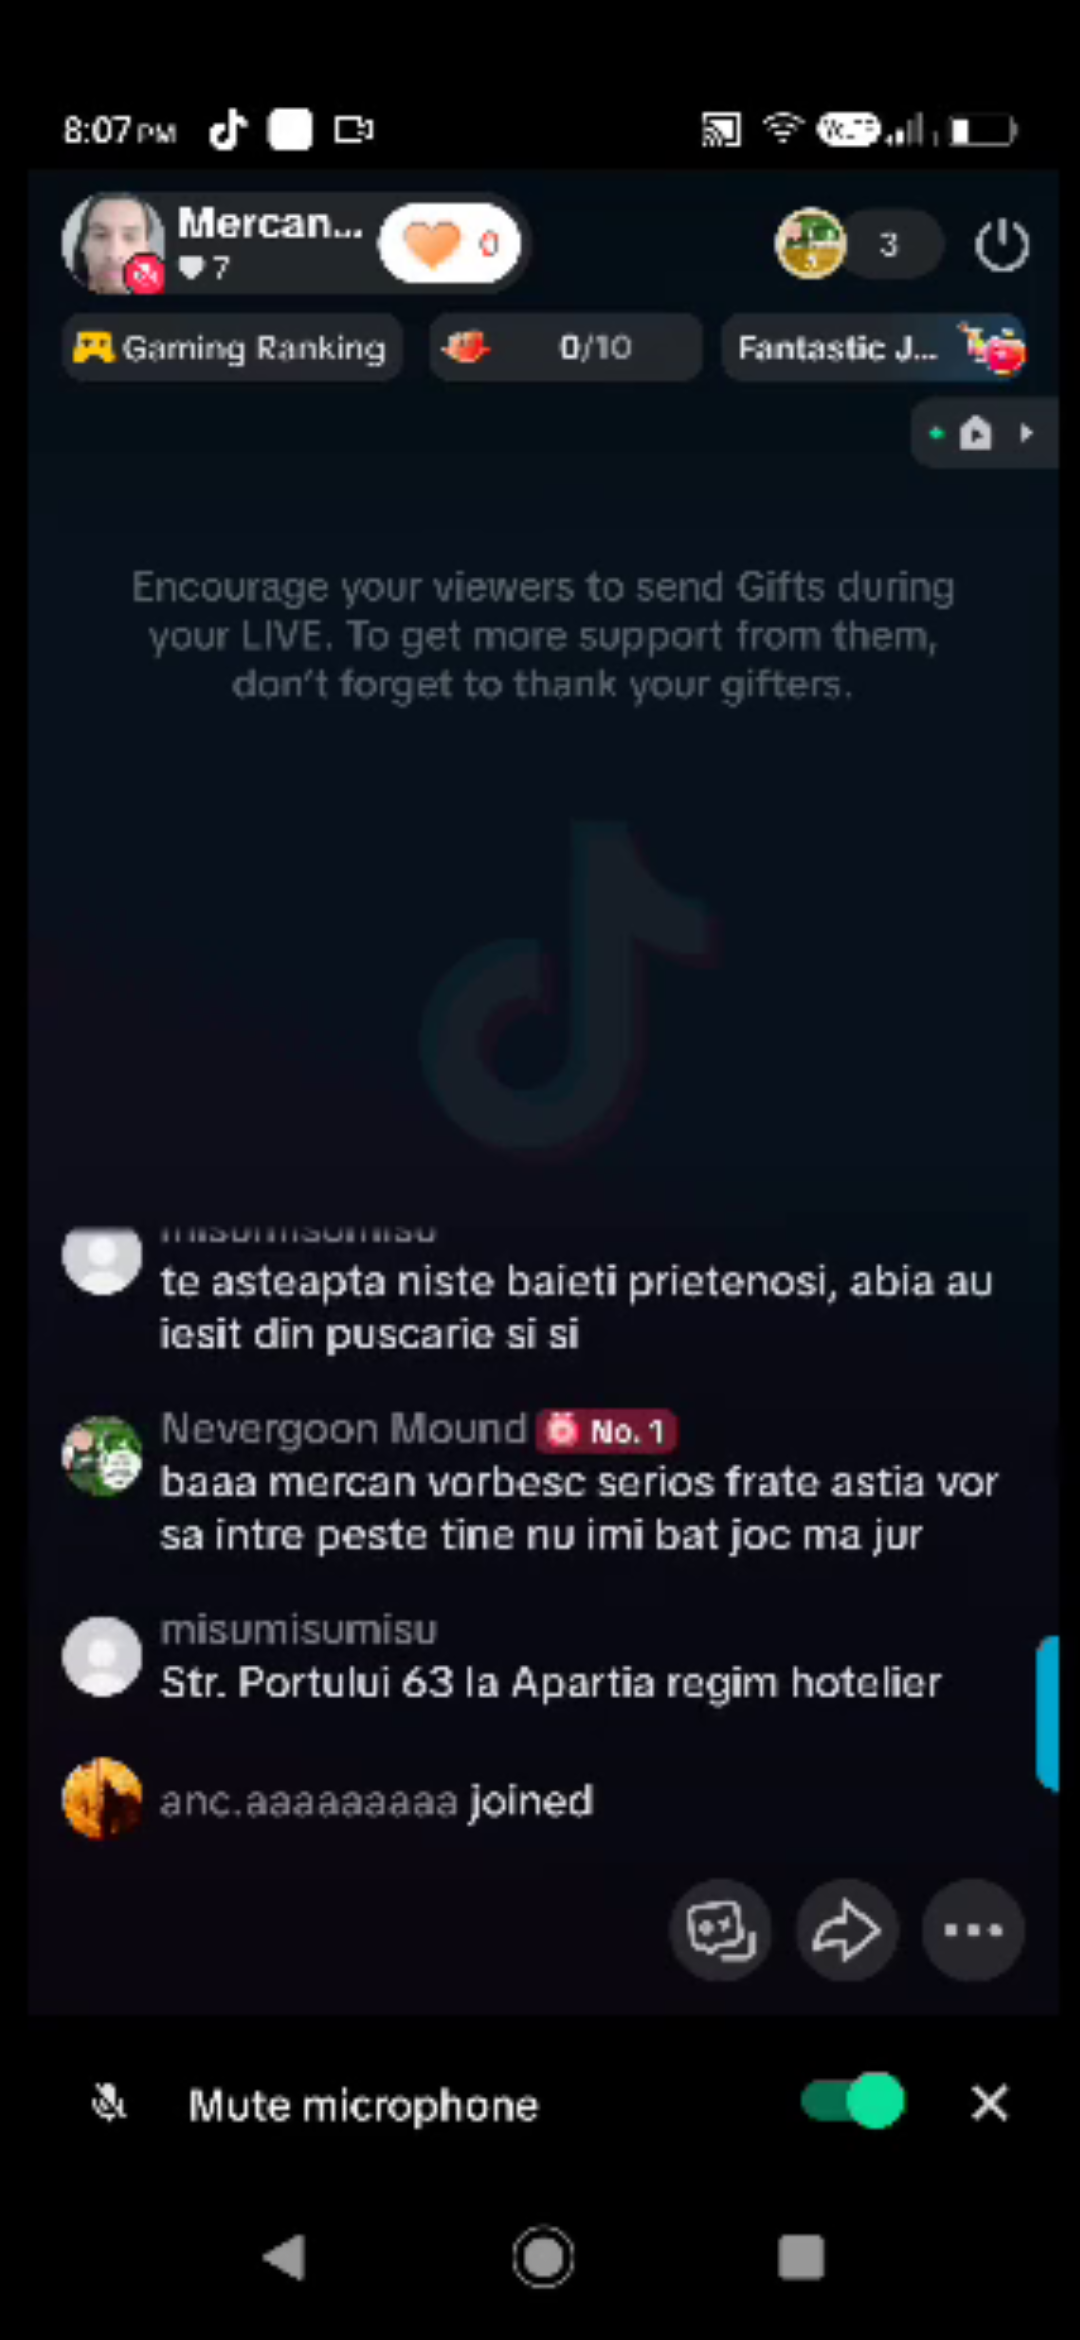 8:07 PM
Mercan...
0
7
3
Gaming Ranking
0/10
Fantastic J...
Encourage your viewers to send Gifts during
your LIVE. To get more support from them,
don't forget to thank your gifters.
misumisumisu
te asteapta niste baieti prietenosi, abia au
iesit din puscarie si si
Nevergoon Mound No. 1
baaa mercan vorbesc serios frate astia vor
sa intre peste tine nu imi bat joc ma jur
misumisumisu
Str. Portului 63 la Apartia regim hotelier
anc.aaaaaaaaa joined
Mute microphone